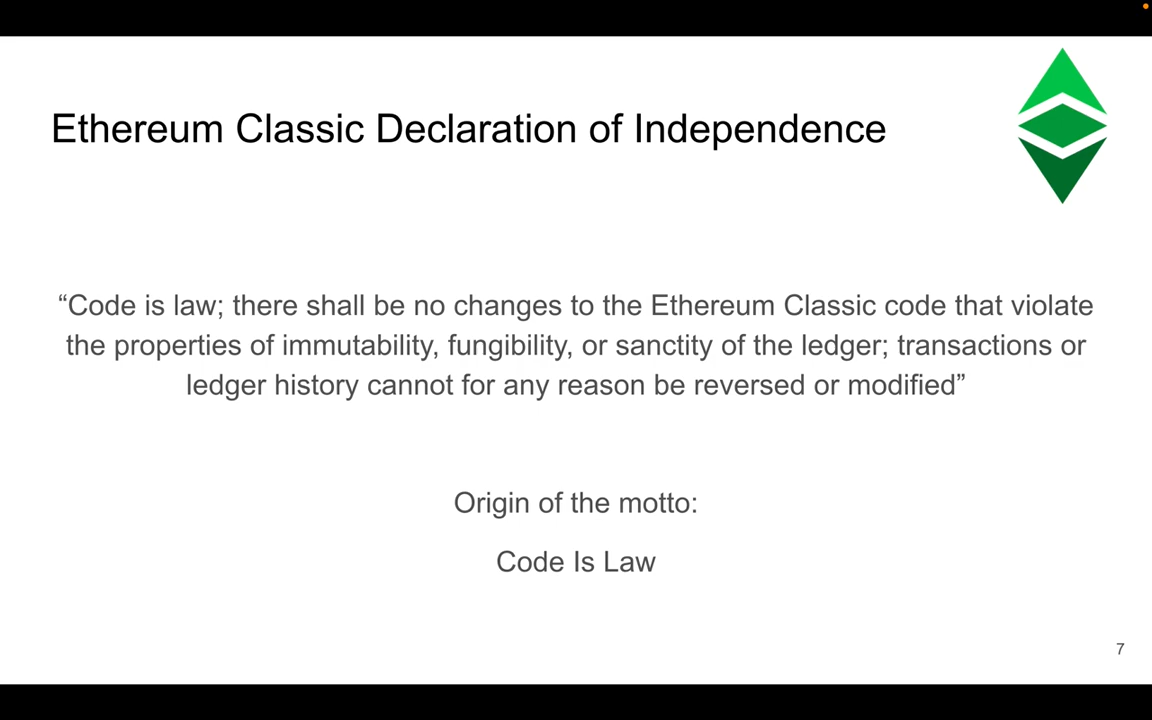 Ethereum Classic Declaration of Independence
“Code is law; there shall be no changes to the Ethereum Classic code that violate
the properties of immutability, fungibility, or sanctity of the ledger; transactions or
ledger history cannot for any reason be reversed or modified”
Origin of the motto:
Code Is Law
7